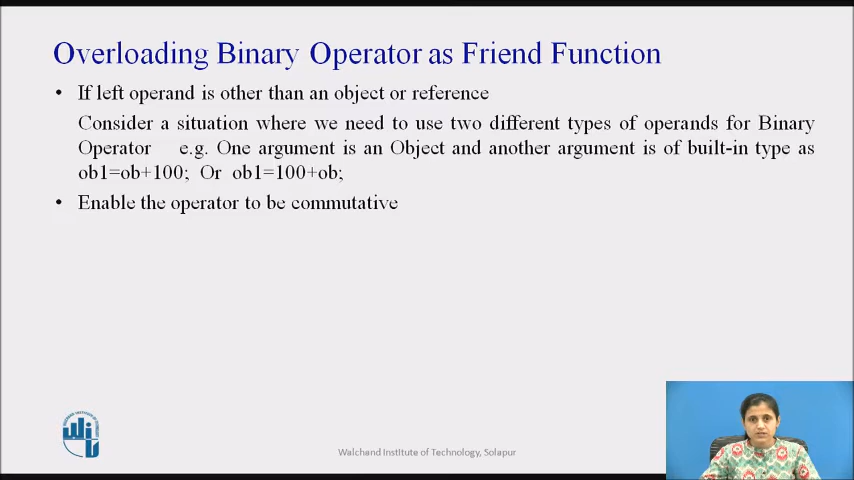 Overloading Binary Operator as Friend Function
• If left operand is other than an object or reference
Consider a situation where we need to use two different types of operands for Binary
Operator e.g. One argument is an Object and another argument is of built-in type as
ob1=ob+100; Or ob1=100+ob;
• Enable the operator to be commutative
Walchand Institute of Technology, Solapur